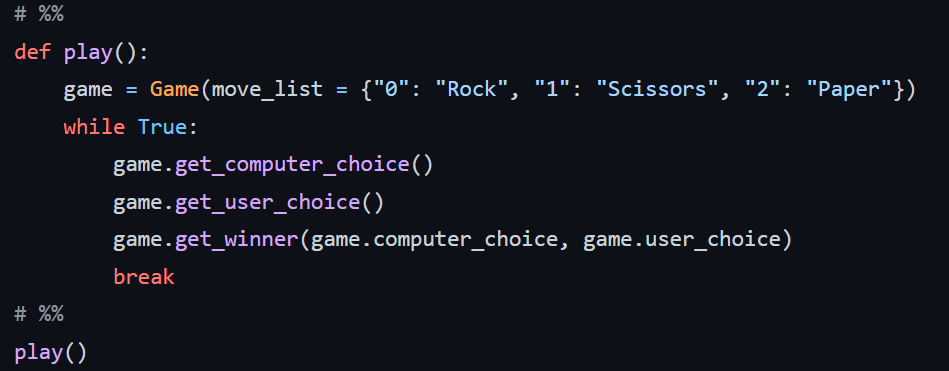 # %%
def play():
    game = Game(move_list = {"0": "Rock", "1": "Scissors", "2": "Paper"})
    while True:
        game.get_computer_choice()
        game.get_user_choice()
        game.get_winner(game.computer_choice, game.user_choice)
        break
# %%
play()